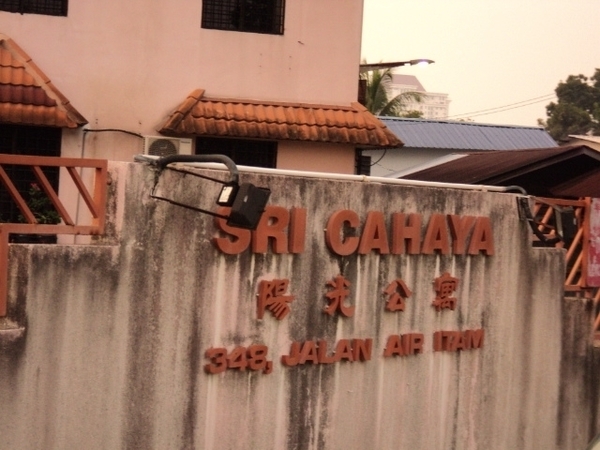 SRI CAHAYA
陽光公寓
348, JALAN AIR ITAM